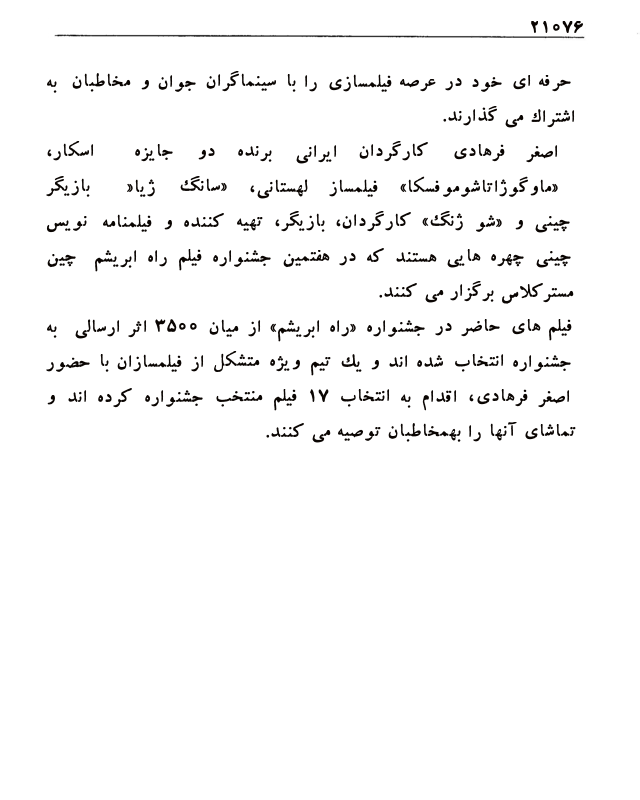 ۲۱۰۷۶
حرفه ای خود در عرصه فیلمسازی را با سینماگران جوان و مخاطبان به
اشتراك می گذارند.
اصغر فرهادی کارگردان ایرانی برنده دو جایزه اسکار،
«ماوگوژاتاشوموفسکا» فیلمساز لهستانی، «سانگ ژیا« بازیگر
چینی و «شو ژنگ» کارگردان، بازیگر، تهیه کننده و فیلمنامه نویس
چینی چهره هایی هستند که در هفتمین جشنواره فیلم راه ابریشم چین
مسترکلاس برگزار می کنند.
فیلم های حاضر در جشنواره «راه ابریشم» از میان ۳۵۰۰ اثر ارسالی به
جشنواره انتخاب شده اند و یك تیم ویژه متشکل از فیلمسازان با حضور
اصغر فرهادی، اقدام به انتخاب ۱۷ فیلم منتخب جشنواره کرده اند و
تماشای آنها را بهمخاطبان توصیه می کنند.